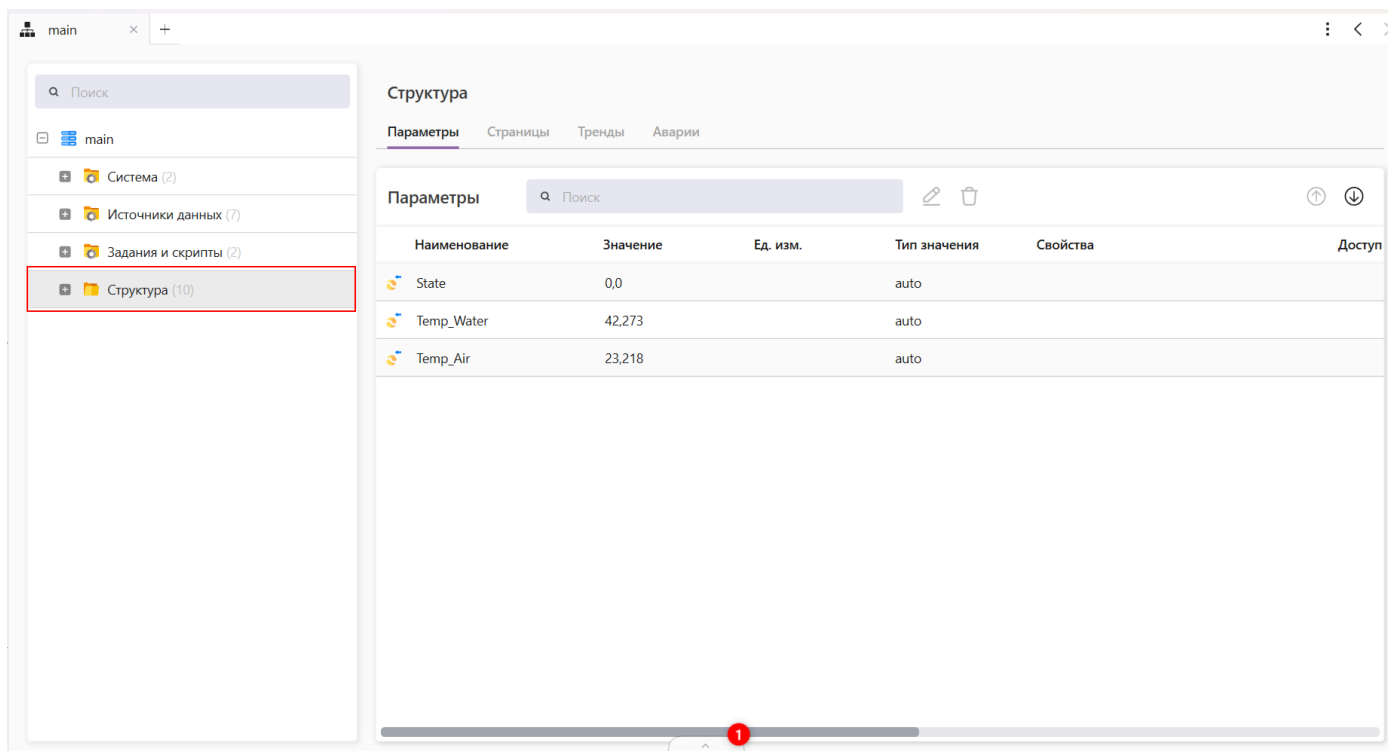 main
Поиск
main
Система (2)
Источники данных (7)
Задания и скрипты (2)
Структура (10)
Структура
Параметры Страницы Тренды Аварии
Параметры Поиск
Наименование Значение Ед. изм. Тип значения Свойства Доступ
State 0,0 auto
Temp_Water 42,273 auto
Temp_Air 23,218 auto
1